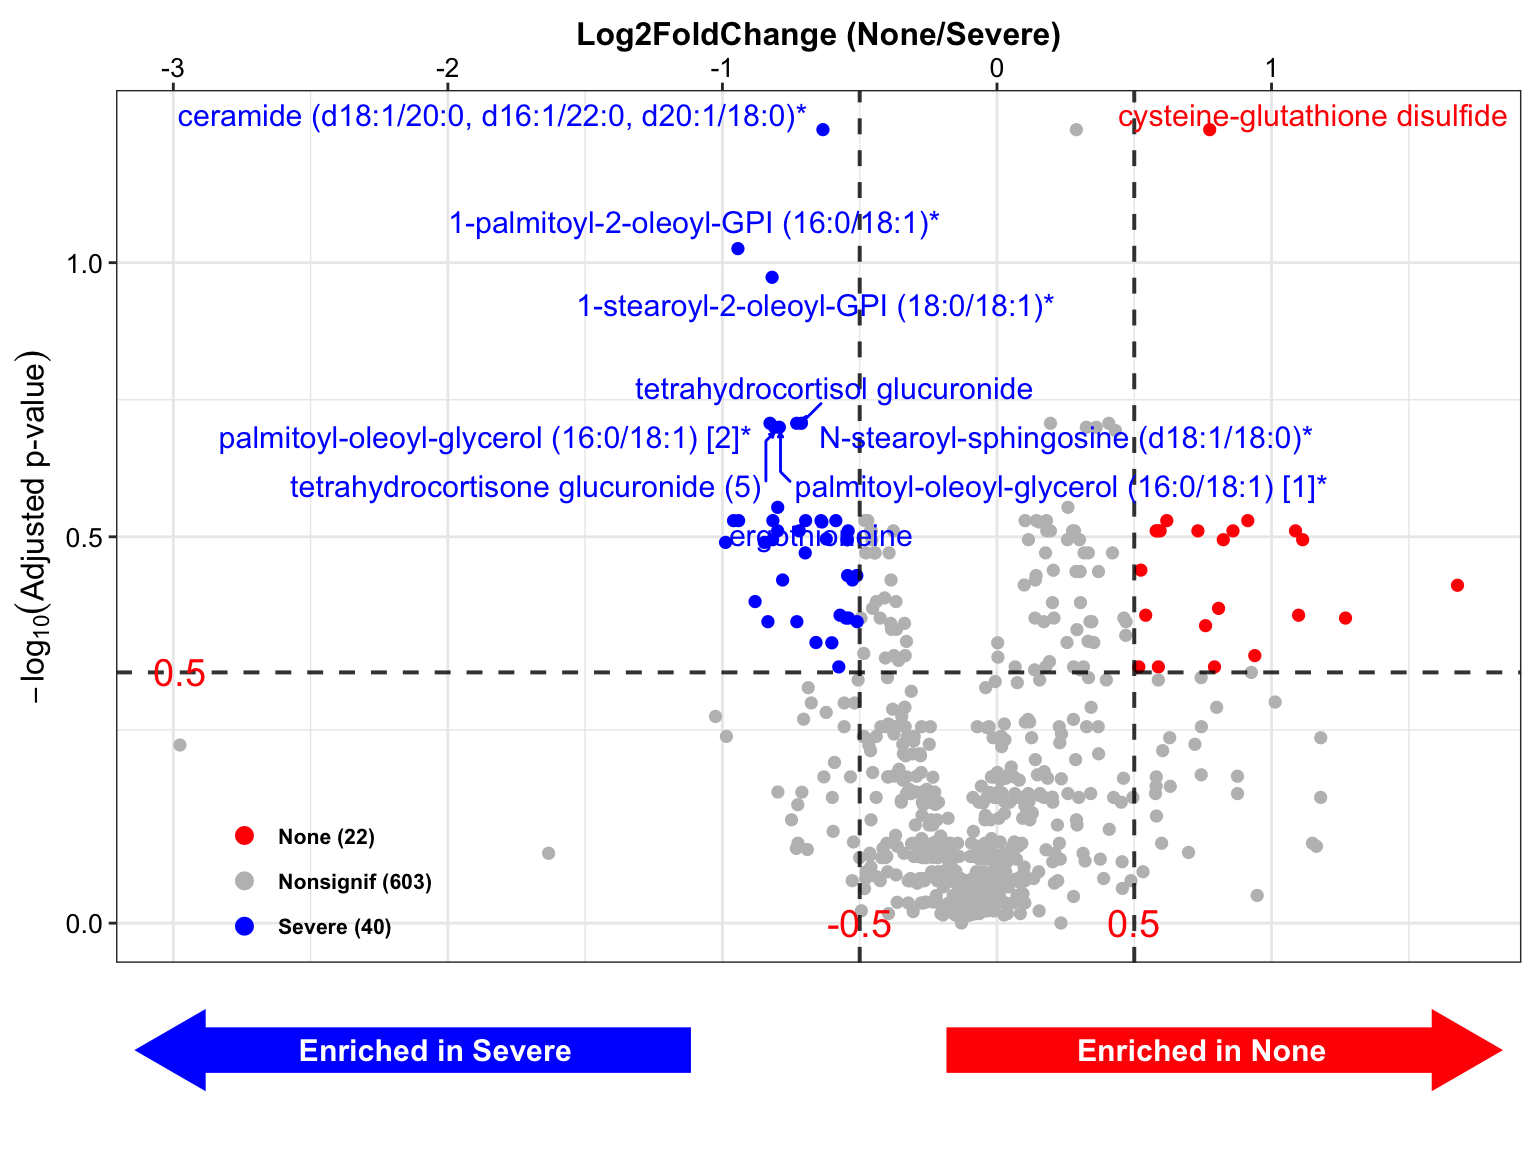 Log2FoldChange (None/Severe)
-3 -2 -1 0 1
ceramide (d18:1/20:0, d16:1/22:0, d20:1/18:0)*
cysteine-glutathione disulfide
1-palmitoyl-2-oleoyl-GPI (16:0/18:1)*
1.0
1-stearoyl-2-oleoyl-GPI (18:0/18:1)*
tetrahydrocortisol glucuronide
palmitoyl-oleoyl-glycerol (16:0/18:1) [2]*
N-stearoyl-sphingosine (d18:1/18:0)*
tetrahydrocortisone glucuronide (5)
palmitoyl-oleoyl-glycerol (16:0/18:1) [1]*
0.5
ergothioneine
−log10(Adjusted p-value)
0.5
None (22)
Nonsignif (603)
Severe (40)
0.0
-0.5
0.5
Enriched in Severe
Enriched in None